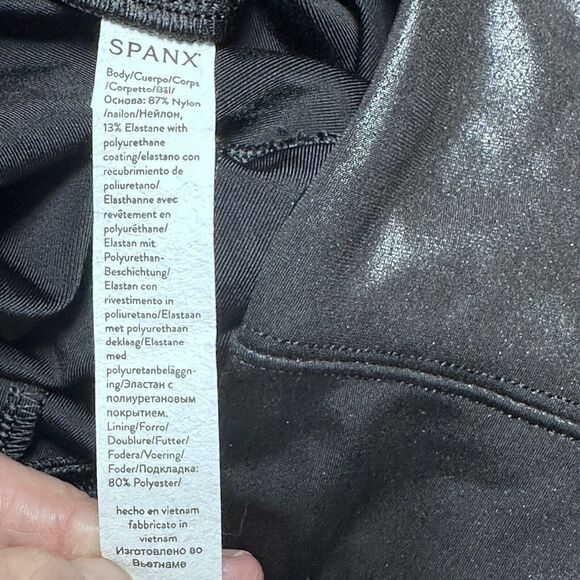 SPANX
Body/Cuerpo/Corps
/Corpetto/Bål/
Основа: 87% Nylon
/nailon/Нейлон,
13% Elastane with
polyurethane
coating/elastano con
recubrimiento de
poliuretano/
Elasthanne avec
revêtement en
polyuréthane/
Elastan mit
Polyurethan-
Beschichtung/
Elastan con
rivestimento in
poliuretano/Elastaan
met polyurethaan
deklaag/Elastane
med
polyuretanbeläggn-
ing/Эластан с
полиуретановым
покрытием.
Lining/Forro/
Doublure/Futter/
Fodera/Voering/
Foder/Подкладка:
80% Polyester/
hecho en vietnam
fabbricato in
vietnam
Изготовлено во
Вьетнаме